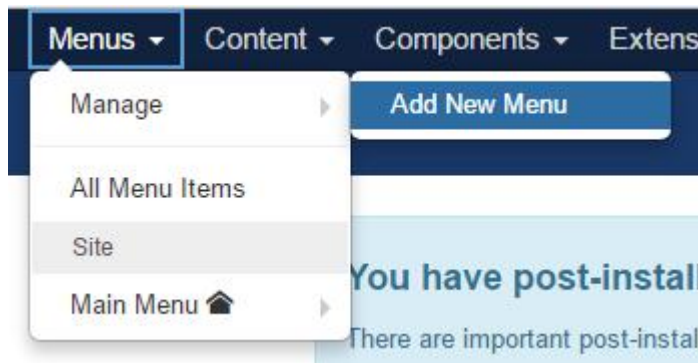 Menus Content Components Extens
Manage Add New Menu
All Menu Items
Site
Main Menu
You have post-install
There are important post-instal